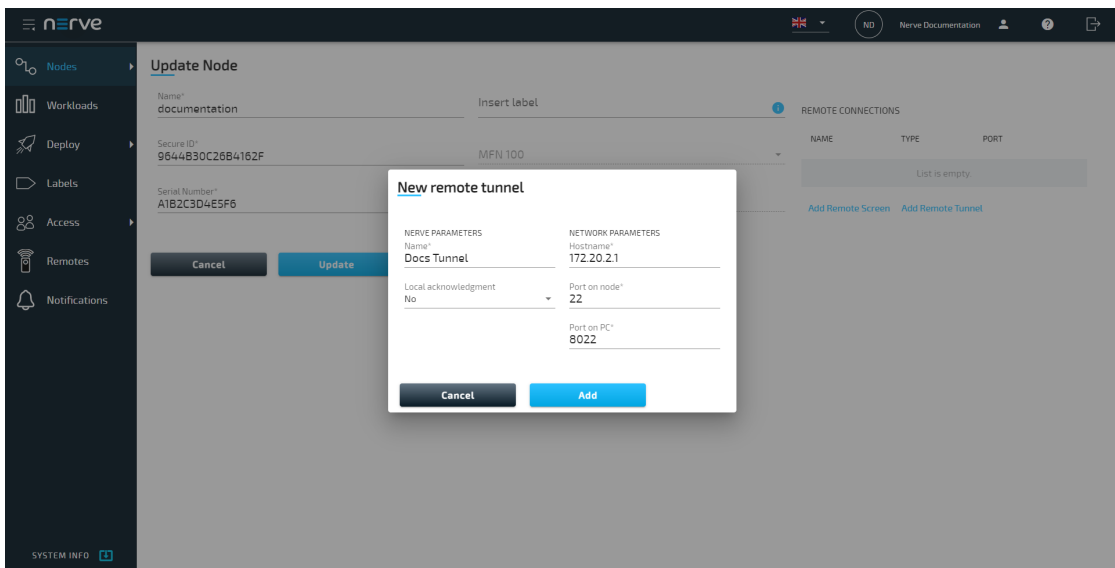 nerve
ND
Nerve Documentation
Nodes
Workloads
Deploy
Labels
Access
Remotes
Notifications
SYSTEM INFO
Update Node
Name*
documentation
Insert label
Secure ID*
9644B30C26B4162F
MFN 100
Serial Number*
A1B2C3D4E5F6
Cancel
Update
REMOTE CONNECTIONS
NAME TYPE PORT
List is empty.
Add Remote Screen Add Remote Tunnel
New remote tunnel
NERVE PARAMETERS
Name*
Docs Tunnel
Local acknowledgment
No
NETWORK PARAMETERS
Hostname*
172.20.2.1
Port on node*
22
Port on PC*
8022
Cancel
Add